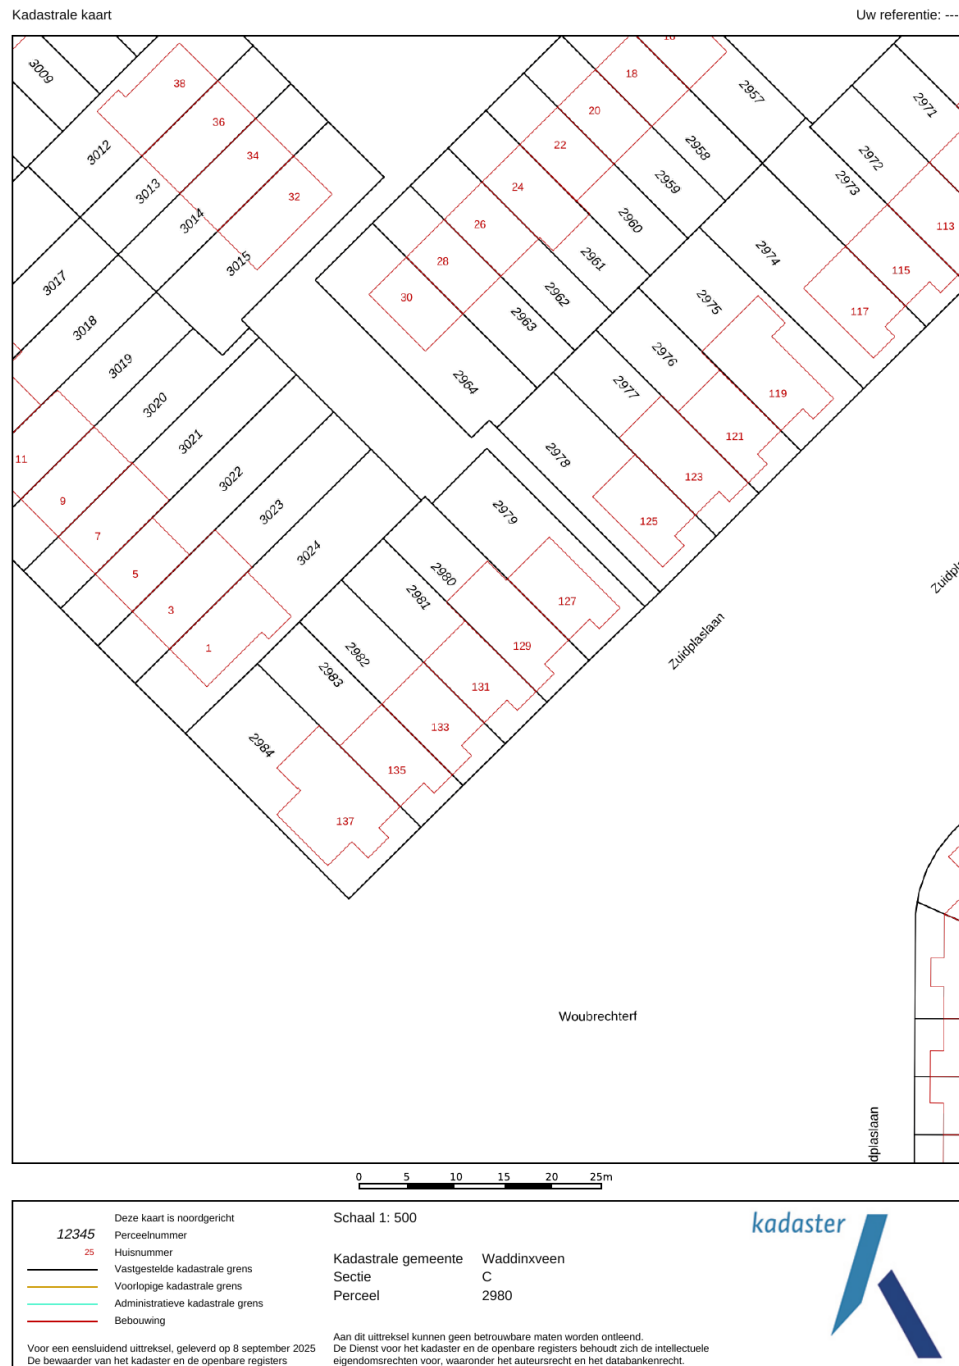 Kadastrale kaart
Uw referentie: ---
3009
38
18
2957
2971
36
20
3012
34
22
2958
2972
3013
32
24
2959
2973
3014
26
2960
113
3015
28
2961
2974
115
3017
30
2962
2975
117
3018
2963
2976
3019
2964
2977
119
3020
121
3021
2978
123
11
3022
2979
125
9
3023
7
3024
2980
127
5
2981
129
Zuidplaslaan
3
2982
131
1
2983
133
2984
135
137
Woubrechterf
dplaslaan
0 5 10 15 20 25m
Deze kaart is noordgericht
12345 Perceelnummer
25 Huisnummer
Vastgestelde kadastrale grens
Voorlopige kadastrale grens
Administratieve kadastrale grens
Bebouwing
Voor een eensluidend uittreksel, geleverd op 8 september 2025
De bewaarder van het kadaster en de openbare registers
Schaal 1: 500
Kadastrale gemeente Waddinxveen
Sectie C
Perceel 2980
Aan dit uittreksel kunnen geen betrouwbare maten worden ontleend.
De Dienst voor het kadaster en de openbare registers behoudt zich de intellectuele
eigendomsrechten voor, waaronder het auteursrecht en het databankenrecht.
kadaster